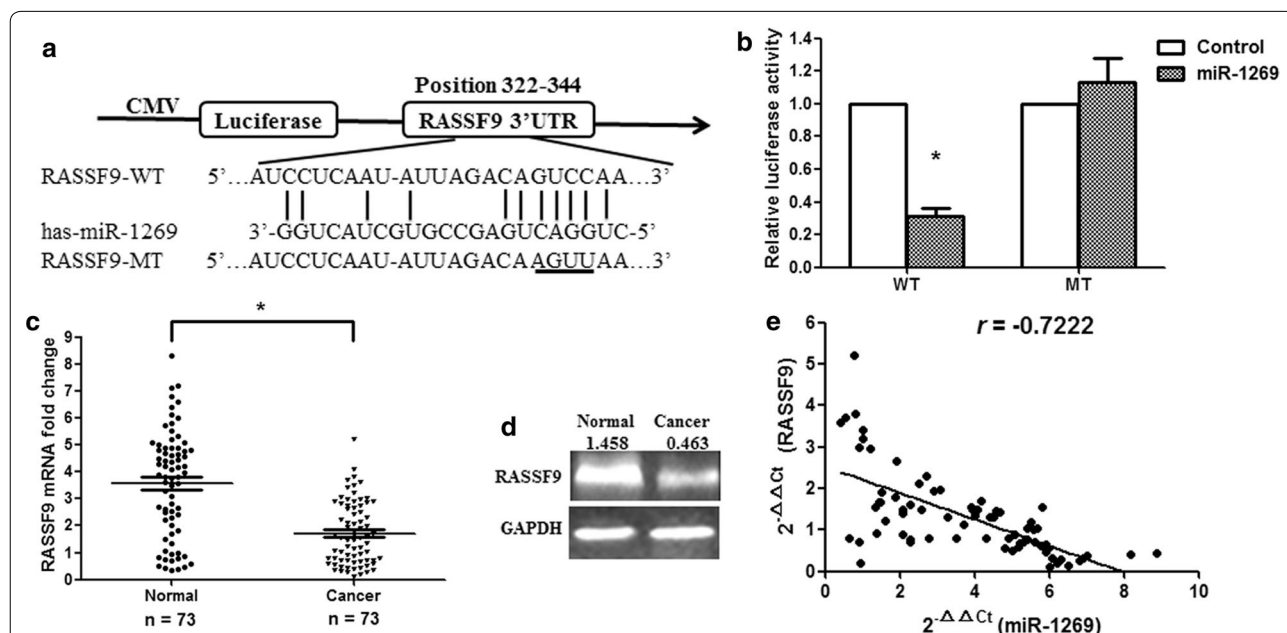 a
Position 322-344
CMV
Luciferase
RASSF9 3'UTR
RASSF9-WT 5'…AUCCUCAAU-AUUAGACAGUCCAA…3'
has-miR-1269 3'-GGUCAUCGUGCCGAGUCAGGUC-5'
RASSF9-MT 5'…AUCCUCAAU-AUUAGACAAGUUAA…3'
b
Relative luciferase activity
1.4
1.2
1.0
0.8
0.6
0.4
0.2
0.0
*
WT
MT
Control
miR-1269
c
*
RASSF9 mRNA fold change
9
8
7
6
5
4
3
2
1
0
Normal
n = 73
Cancer
n = 73
d
Normal Cancer
1.458 0.463
RASSF9
GAPDH
e
r = -0.7222
2-ΔΔCt (RASSF9)
6
5
4
3
2
1
0
0 2 4 6 8 10
2-ΔΔCt (miR-1269)